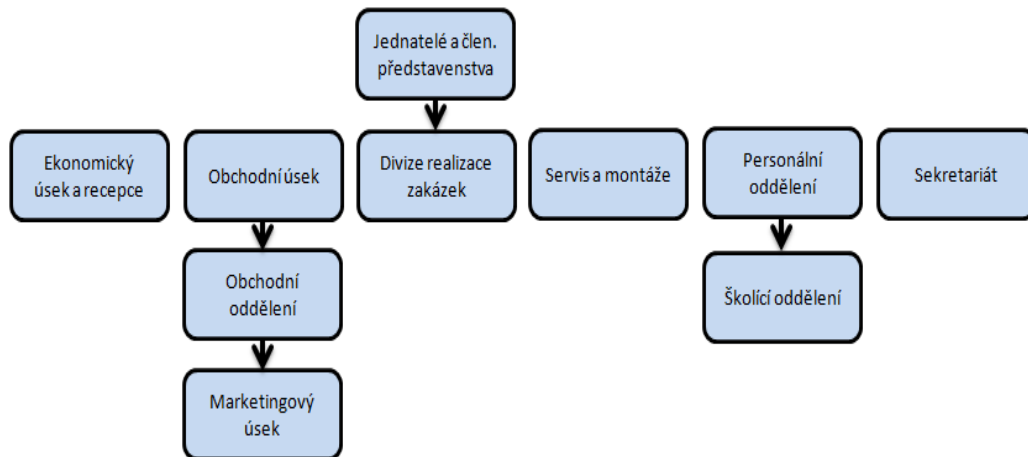 Jednatelé a člen.
představenstva
Ekonomický
úsek a recepce
Obchodní úsek
Divize realizace
zakázek
Servis a montáže
Personální
oddělení
Sekretariát
Obchodní
oddělení
Školící oddělení
Marketingový
úsek